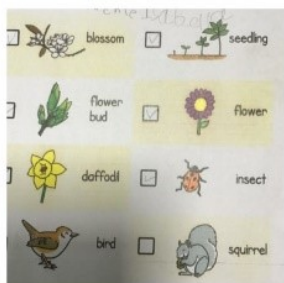 blossom
seedling
flower
bud
flower
daffodil
insect
bird
squirrel